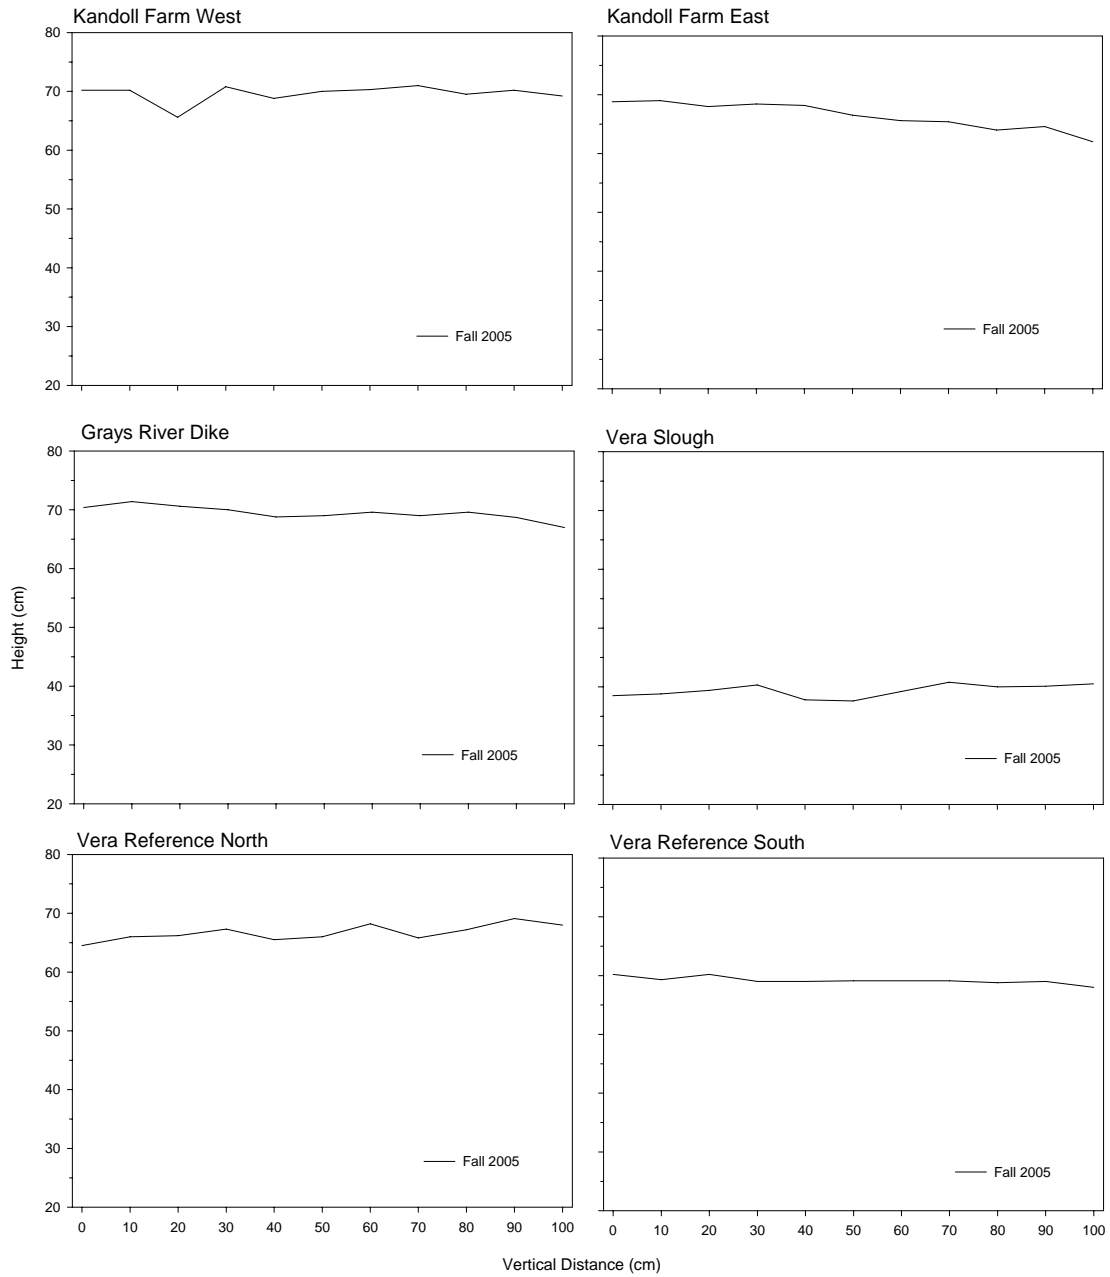 Kandoll Farm West
Kandoll Farm East
80
70
60
50
40
30
20
Fall 2005
Fall 2005
Grays River Dike
Vera Slough
80
70
60
50
40
30
20
Height (cm)
Fall 2005
Fall 2005
Vera Reference North
Vera Reference South
80
70
60
50
40
30
20
Fall 2005
Fall 2005
0 10 20 30 40 50 60 70 80 90 100
0 10 20 30 40 50 60 70 80 90 100
Vertical Distance (cm)